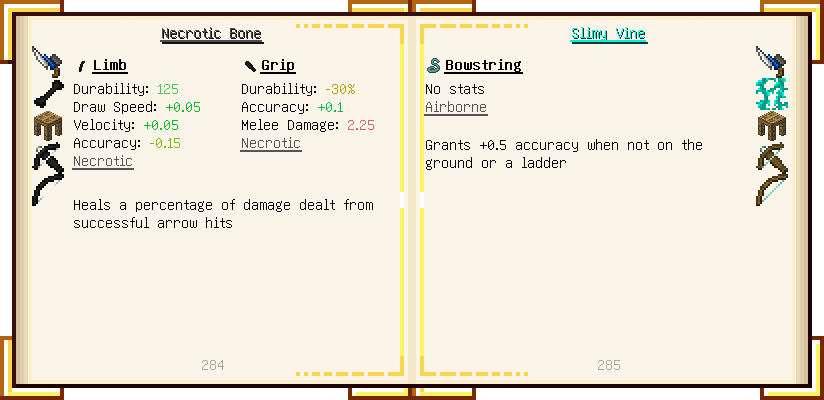 Necrotic Bone
Limb
Durability: 125
Draw Speed: +0.05
Velocity: +0.05
Accuracy: -0.15
Necrotic
Grip
Durability: -30%
Accuracy: +0.1
Melee Damage: 2.25
Necrotic
Heals a percentage of damage dealt from
successful arrow hits
284
Slimy Vine
Bowstring
No stats
Airborne
Grants +0.5 accuracy when not on the
ground or a ladder
285